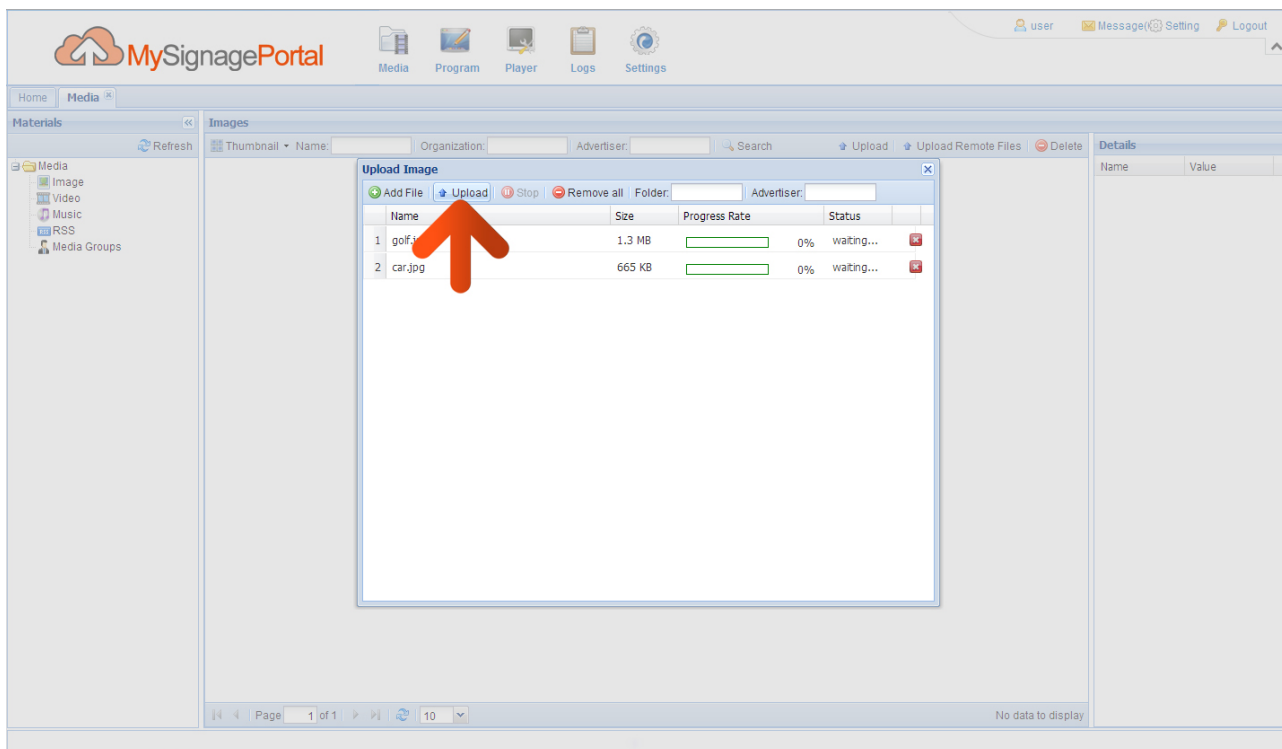 user Message( Setting Logout
MySignagePortal
Media Program Player Logs Settings
Home Media
Materials
Refresh
Media
Image
Video
Music
RSS
Media Groups
Images
Thumbnail Name: Organization: Advertiser: Search Upload Upload Remote Files Delete
Details
Name Value
Upload Image
Add File Upload Stop Remove all Folder: Advertiser:
Name Size Progress Rate Status
1 1.3 MB 0% waiting...
2 car.jpg 665 KB 0% waiting...
Page 1 of 1 10 No data to display